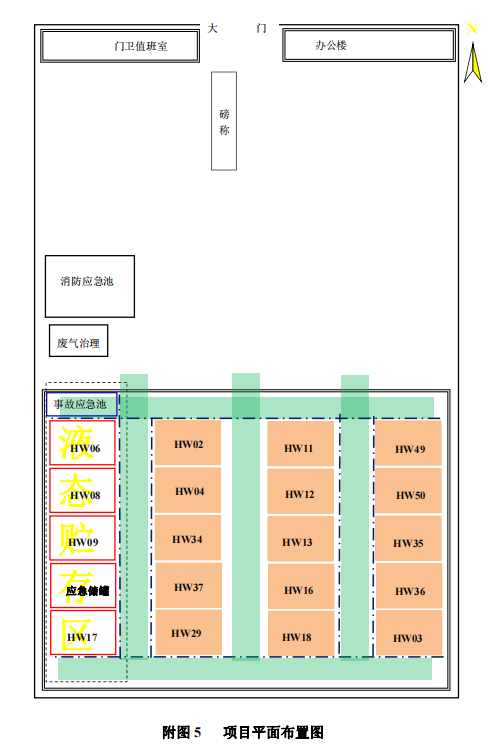 大 门
N
门卫值班室
办公楼
磅
称
消防应急池
废气治理
事故应急池
液态贮存区
HW06
HW02
HW11
HW49
HW08
HW04
HW12
HW50
HW09
HW34
HW13
HW35
应急储罐
HW37
HW16
HW36
HW17
HW29
HW18
HW03
附图 5 项目平面布置图